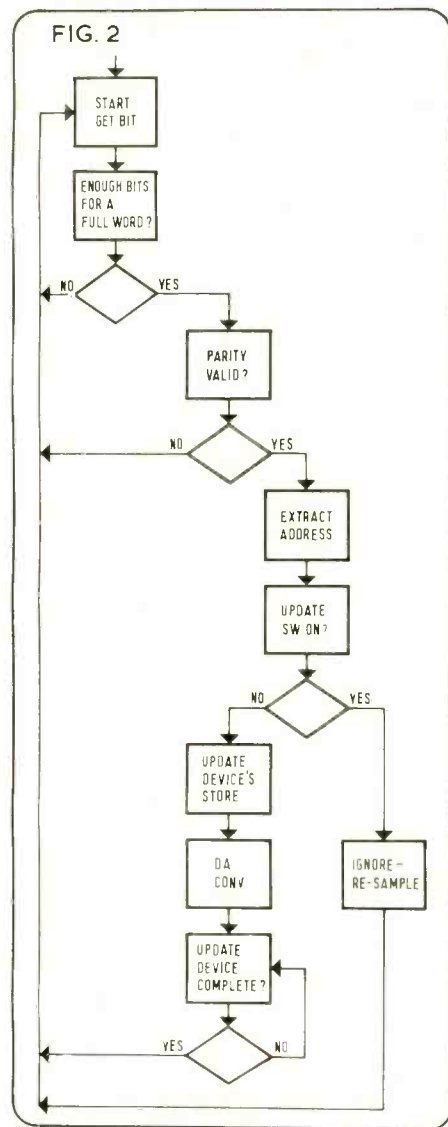 FIG. 2
START
GET BIT
ENOUGH BITS
FOR A
FULL WORD?
NO
YES
PARITY
VALID?
NO
YES
EXTRACT
ADDRESS
UPDATE
SW ON?
NO
YES
UPDATE
DEVICE'S
STORE
DA
CONV
IGNORE-
RE-SAMPLE
UPDATE
DEVICE
COMPLETE?
YES
NO